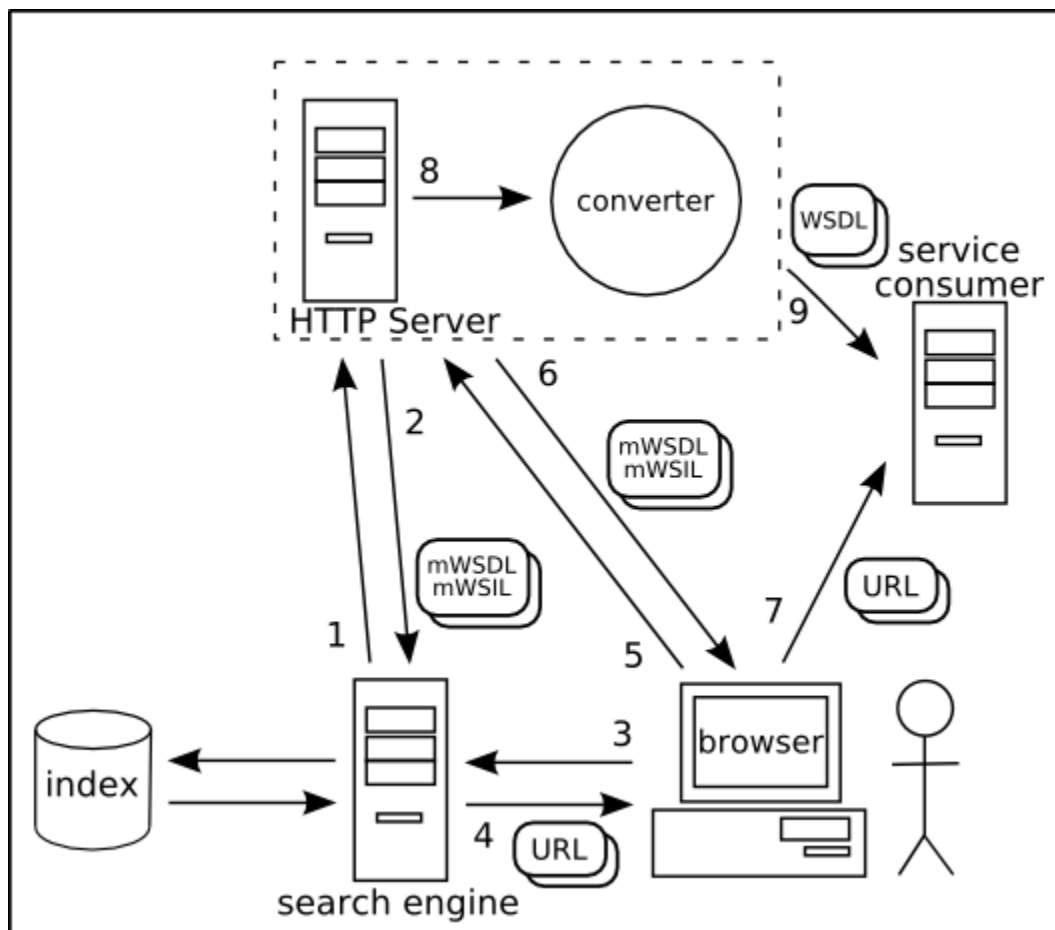 8
converter
WSDL
service
consumer
HTTP Server
9
6
2
mWSDL
mWSIL
mWSDL
mWSIL
URL
7
1
5
3
browser
index
4
URL
search engine